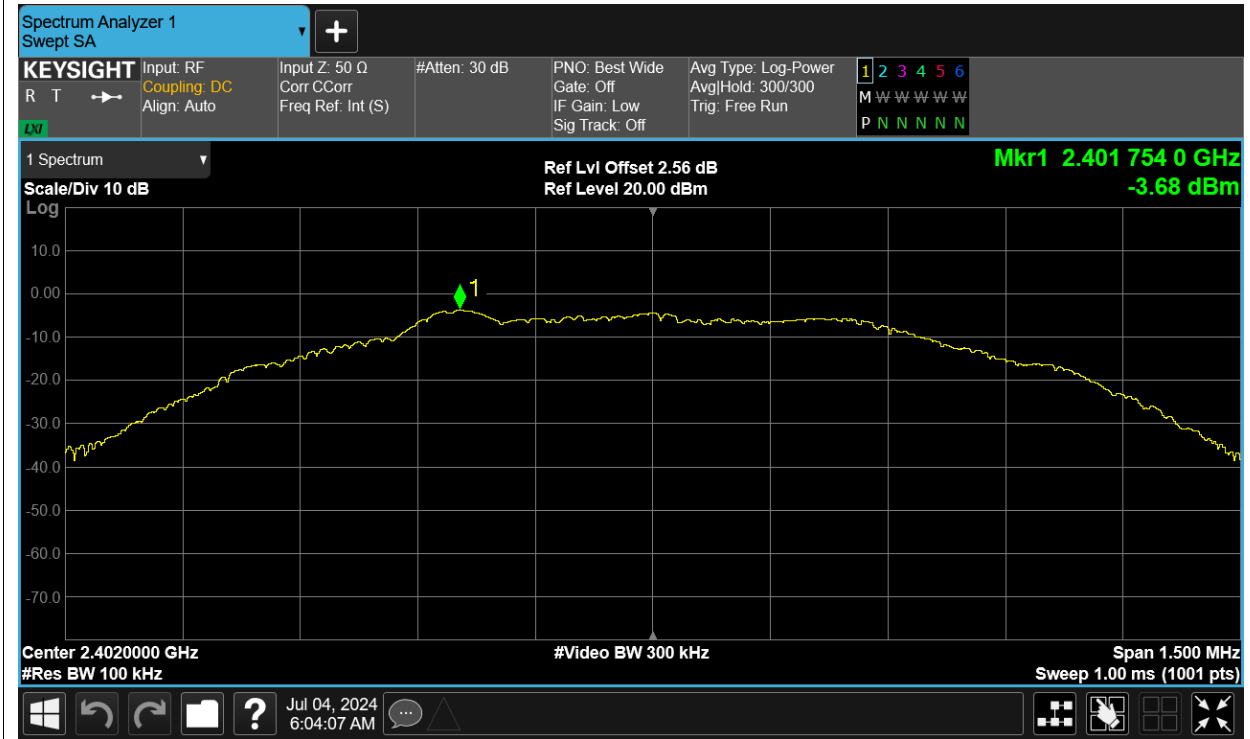 Spectrum Analyzer 1
Swept SA
KEYSIGHT
R T
LXI
Input: RF
Coupling: DC
Align: Auto
Input Z: 50 Ω
Corr CCorr
Freq Ref: Int (S)
#Atten: 30 dB
PNO: Best Wide
Gate: Off
IF Gain: Low
Sig Track: Off
Avg Type: Log-Power
Avg|Hold: 300/300
Trig: Free Run
1 2 3 4 5 6
M W W W W W
P N N N N N
1 Spectrum
Scale/Div 10 dB
Log
Ref Lvl Offset 2.56 dB
Ref Level 20.00 dBm
Mkr1 2.401 754 0 GHz
-3.68 dBm
10.0
0.00
1
-10.0
-20.0
-30.0
-40.0
-50.0
-60.0
-70.0
Center 2.4020000 GHz
#Res BW 100 kHz
#Video BW 300 kHz
Span 1.500 MHz
Sweep 1.00 ms (1001 pts)
?
Jul 04, 2024
6:04:07 AM